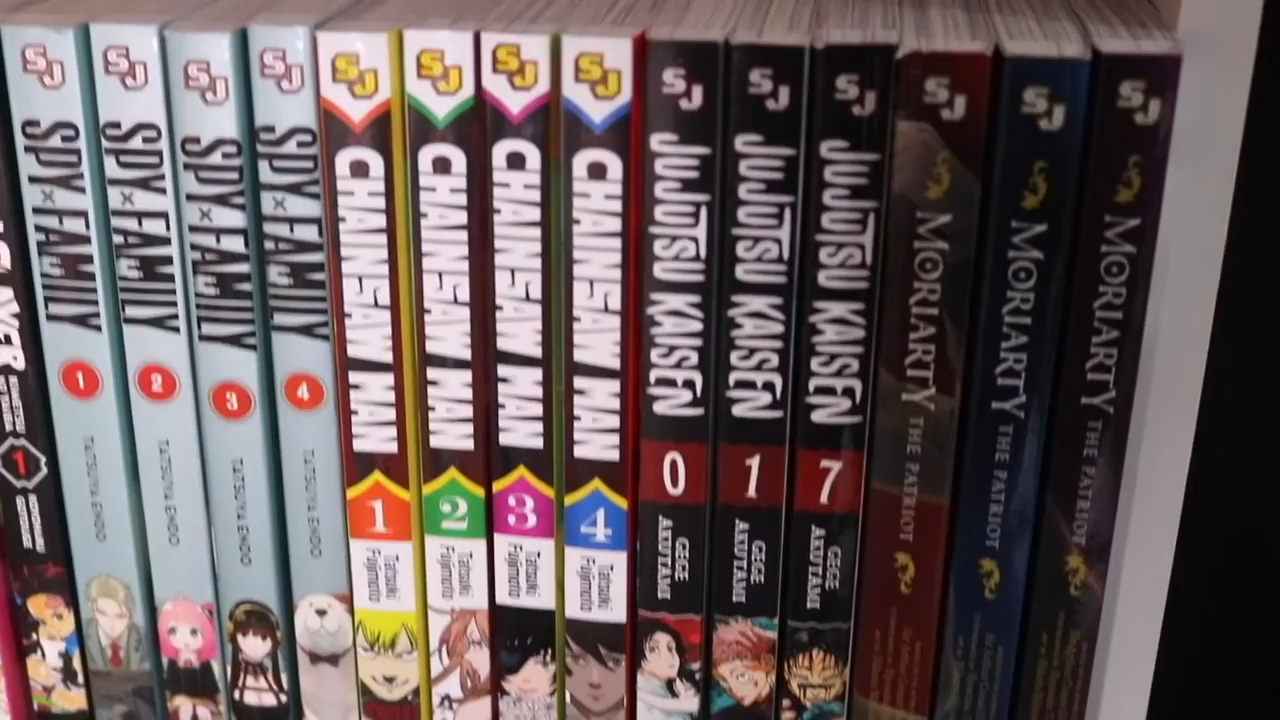 AYER
1
SJ
SPY×FAMILY
1
TATSUYA ENDO
SJ
SPY×FAMILY
2
TATSUYA ENDO
SJ
SPY×FAMILY
3
TATSUYA ENDO
SJ
SPY×FAMILY
4
TATSUYA ENDO
SJ
CHAINSAW MAN
1
Tatsuki
Fujimoto
SJ
CHAINSAW MAN
2
Tatsuki
Fujimoto
SJ
CHAINSAW MAN
3
Tatsuki
Fujimoto
SJ
CHAINSAW MAN
4
Tatsuki
Fujimoto
SJ
JUJUTSU KAISEN
0
GEGE
AKUTAMI
SJ
JUJUTSU KAISEN
1
GEGE
AKUTAMI
SJ
JUJUTSU KAISEN
7
GEGE
AKUTAMI
SJ
MORIARTY THE PATRIOT
SJ
MORIARTY THE PATRIOT
SJ
MORIARTY THE PATRIOT